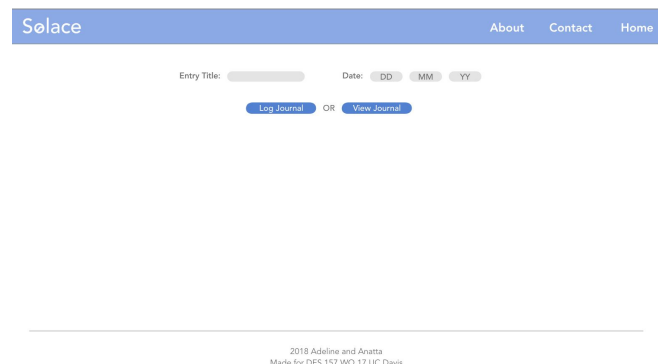 Sølace About Contact Home
Entry Title: Date: DD MM YY
Log Journal OR View Journal
2018 Adeline and Anatta
Made for DES 157 WQ 17 UC Davis